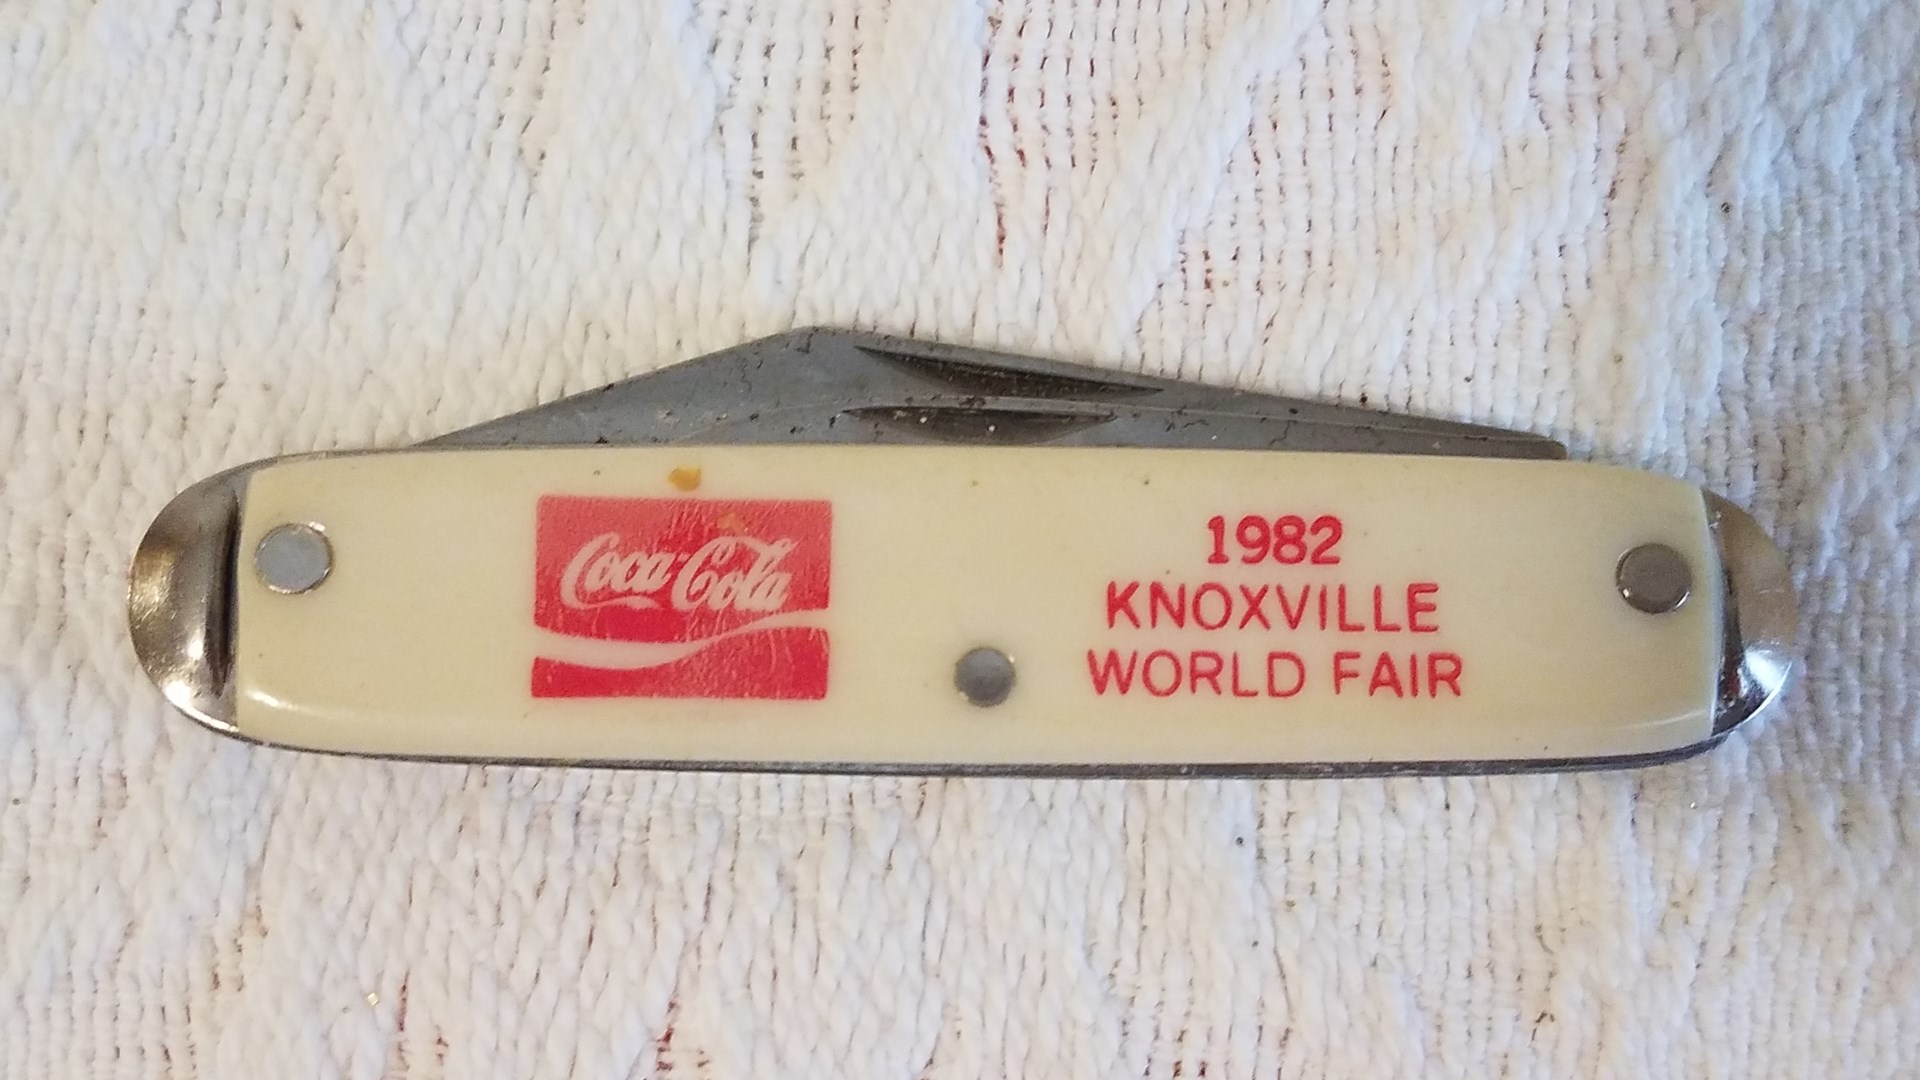 Coca-Cola
1982
KNOXVILLE
WORLD FAIR